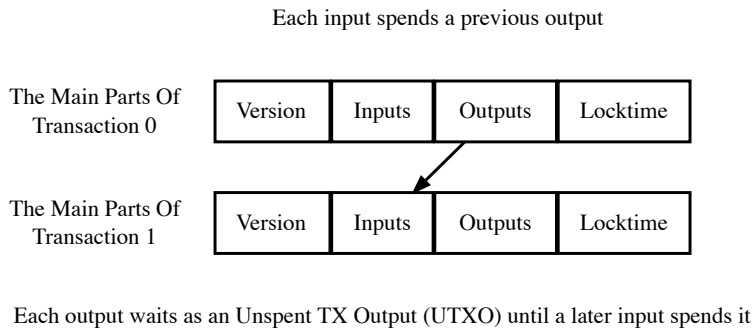 Each input spends a previous output
The Main Parts Of
Transaction 0
Version Inputs Outputs Locktime
The Main Parts Of
Transaction 1
Version Inputs Outputs Locktime
Each output waits as an Unspent TX Output (UTXO) until a later input spends it